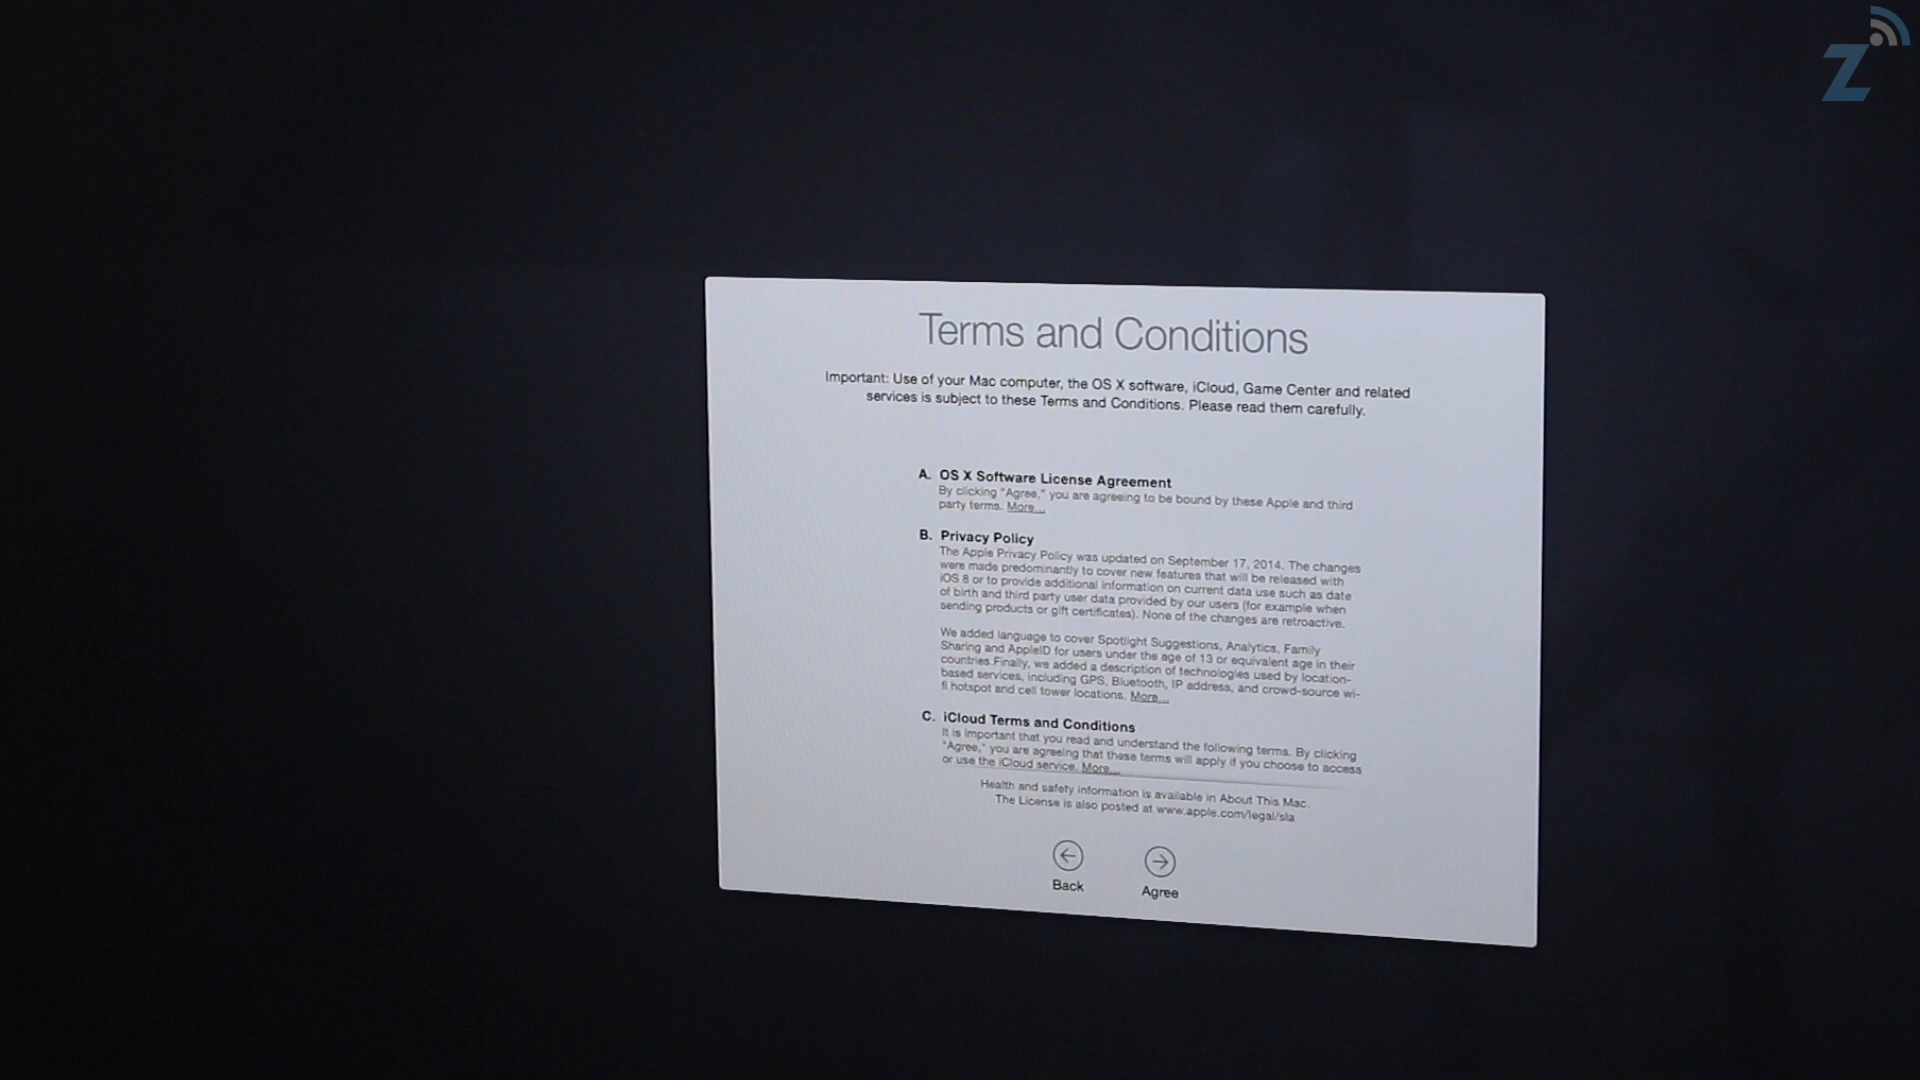 Z
Terms and Conditions
Important: Use of your Mac computer, the OS X software, iCloud, Game Center and related
services is subject to these Terms and Conditions. Please read them carefully.
A. OS X Software License Agreement
By clicking "Agree," you are agreeing to be bound by these Apple and third
party terms. More...
B. Privacy Policy
The Apple Privacy Policy was updated on September 17, 2014. The changes
were made predominantly to cover new features that will be released with
iOS 8 or to provide additional information on current data use such as date
of birth and third party user data provided by our users (for example when
sending products or gift certificates). None of the changes are retroactive.
We added language to cover Spotlight Suggestions, Analytics, Family
Sharing and AppleID for users under the age of 13 or equivalent age in their
countries.Finally, we added a description of technologies used by location-
based services, including GPS, Bluetooth, IP address, and crowd-source wi-
fi hotspot and cell tower locations. More...
C. iCloud Terms and Conditions
It is important that you read and understand the following terms. By clicking
"Agree," you are agreeing that these terms will apply if you choose to access
or use the iCloud service. More...
Health and safety information is available in About This Mac.
The License is also posted at www.apple.com/legal/sla
Back
Agree